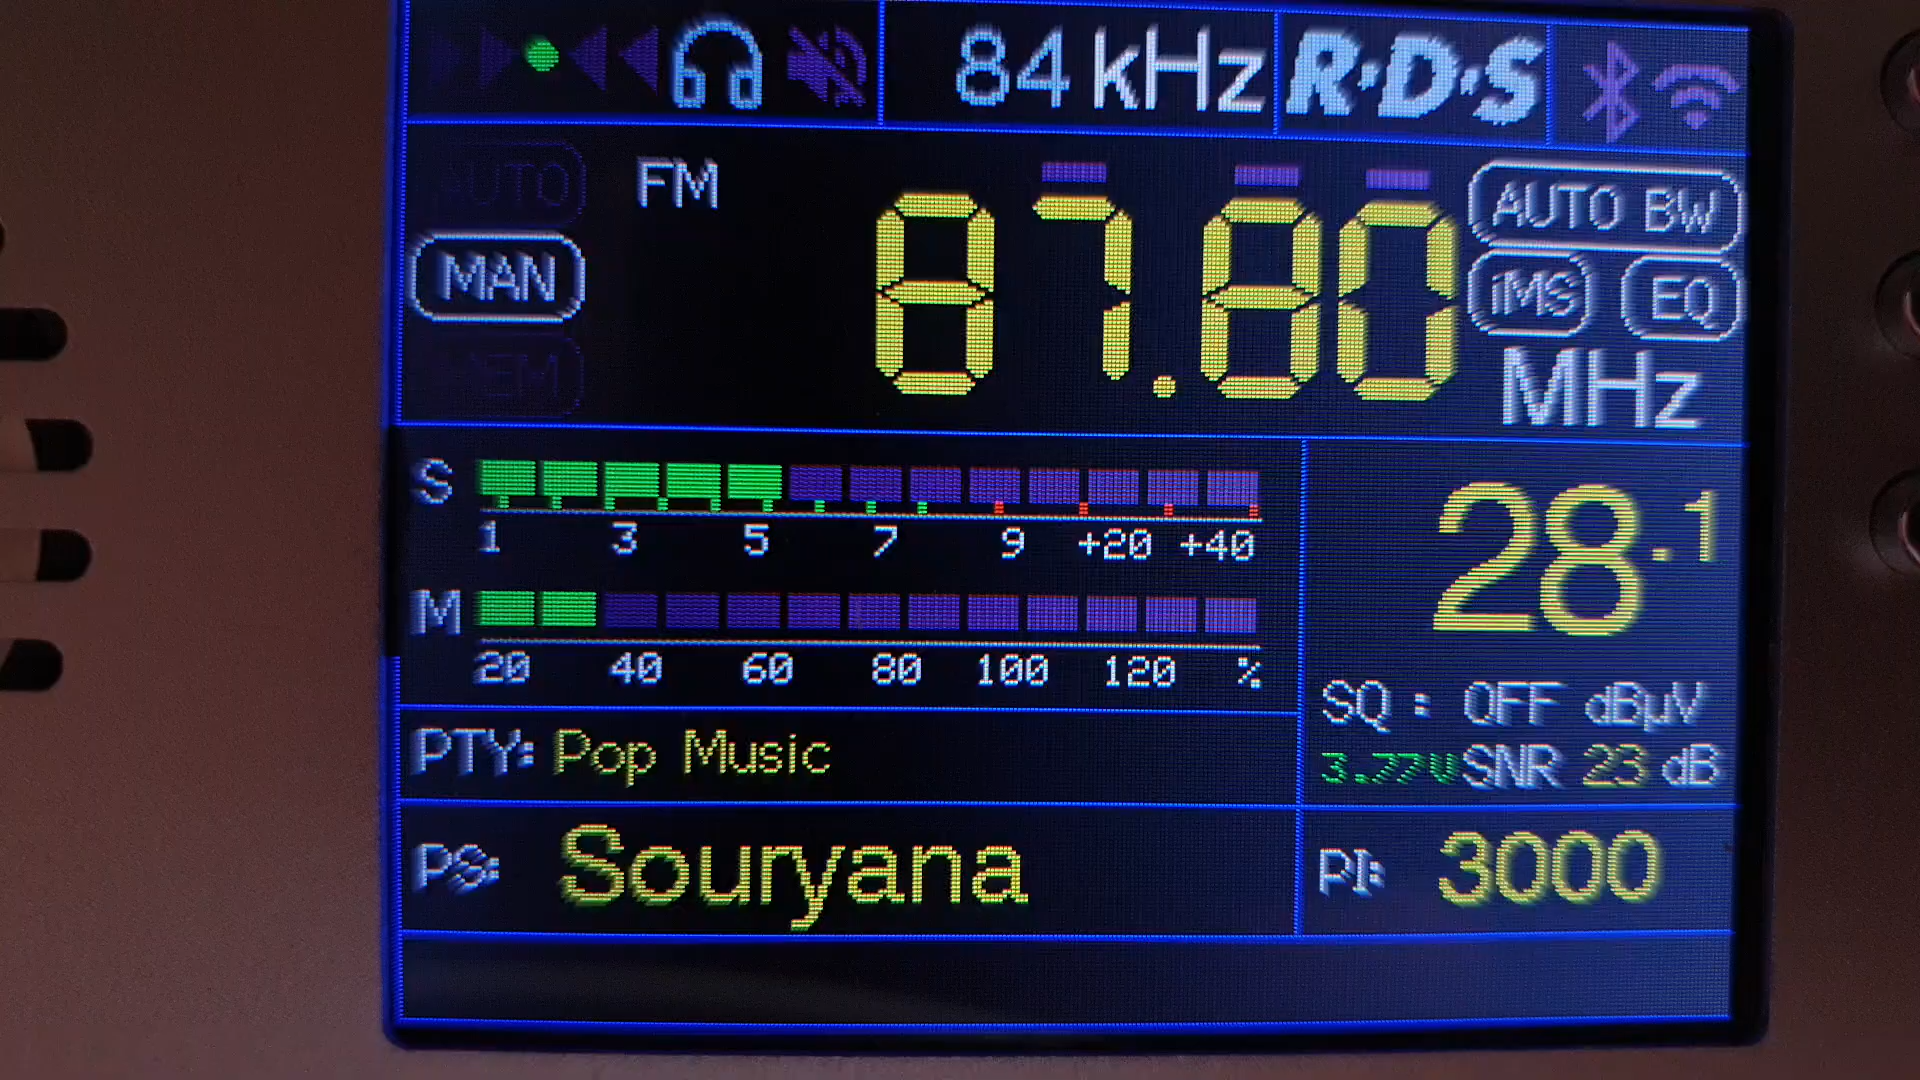 84 kHz R·D·S
AUTO FM 87.80 AUTO BW
MAN iMS EQ
MEM MHz
S 28.1
1 3 5 7 9 +20 +40
M
20 40 60 80 100 120 %
SQ : OFF dBµV
PTY: Pop Music 3.77V SNR 23 dB
PS: Souryana PI: 3000